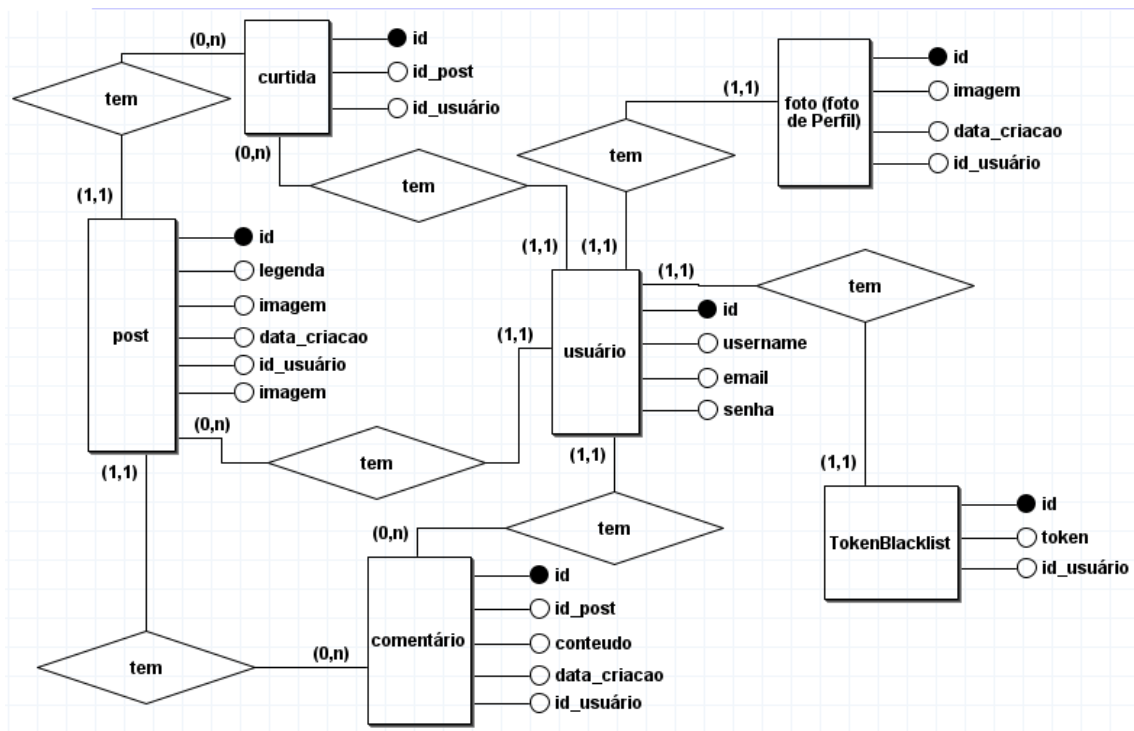 (0,n)
curtida
id
id_post
id_usuário
tem
(0,n)
tem
(1,1)
foto (foto
de Perfil)
id
imagem
data_criacao
id_usuário
tem
(1,1)
(1,1)
(1,1)
(1,1)
tem
post
id
legenda
imagem
data_criacao
id_usuário
imagem
(1,1)
usuário
id
username
email
senha
(0,n)
tem
(1,1)
(1,1)
(1,1)
TokenBlacklist
id
token
id_usuário
tem
(0,n)
comentário
id
id_post
conteudo
data_criacao
id_usuário
tem
(0,n)